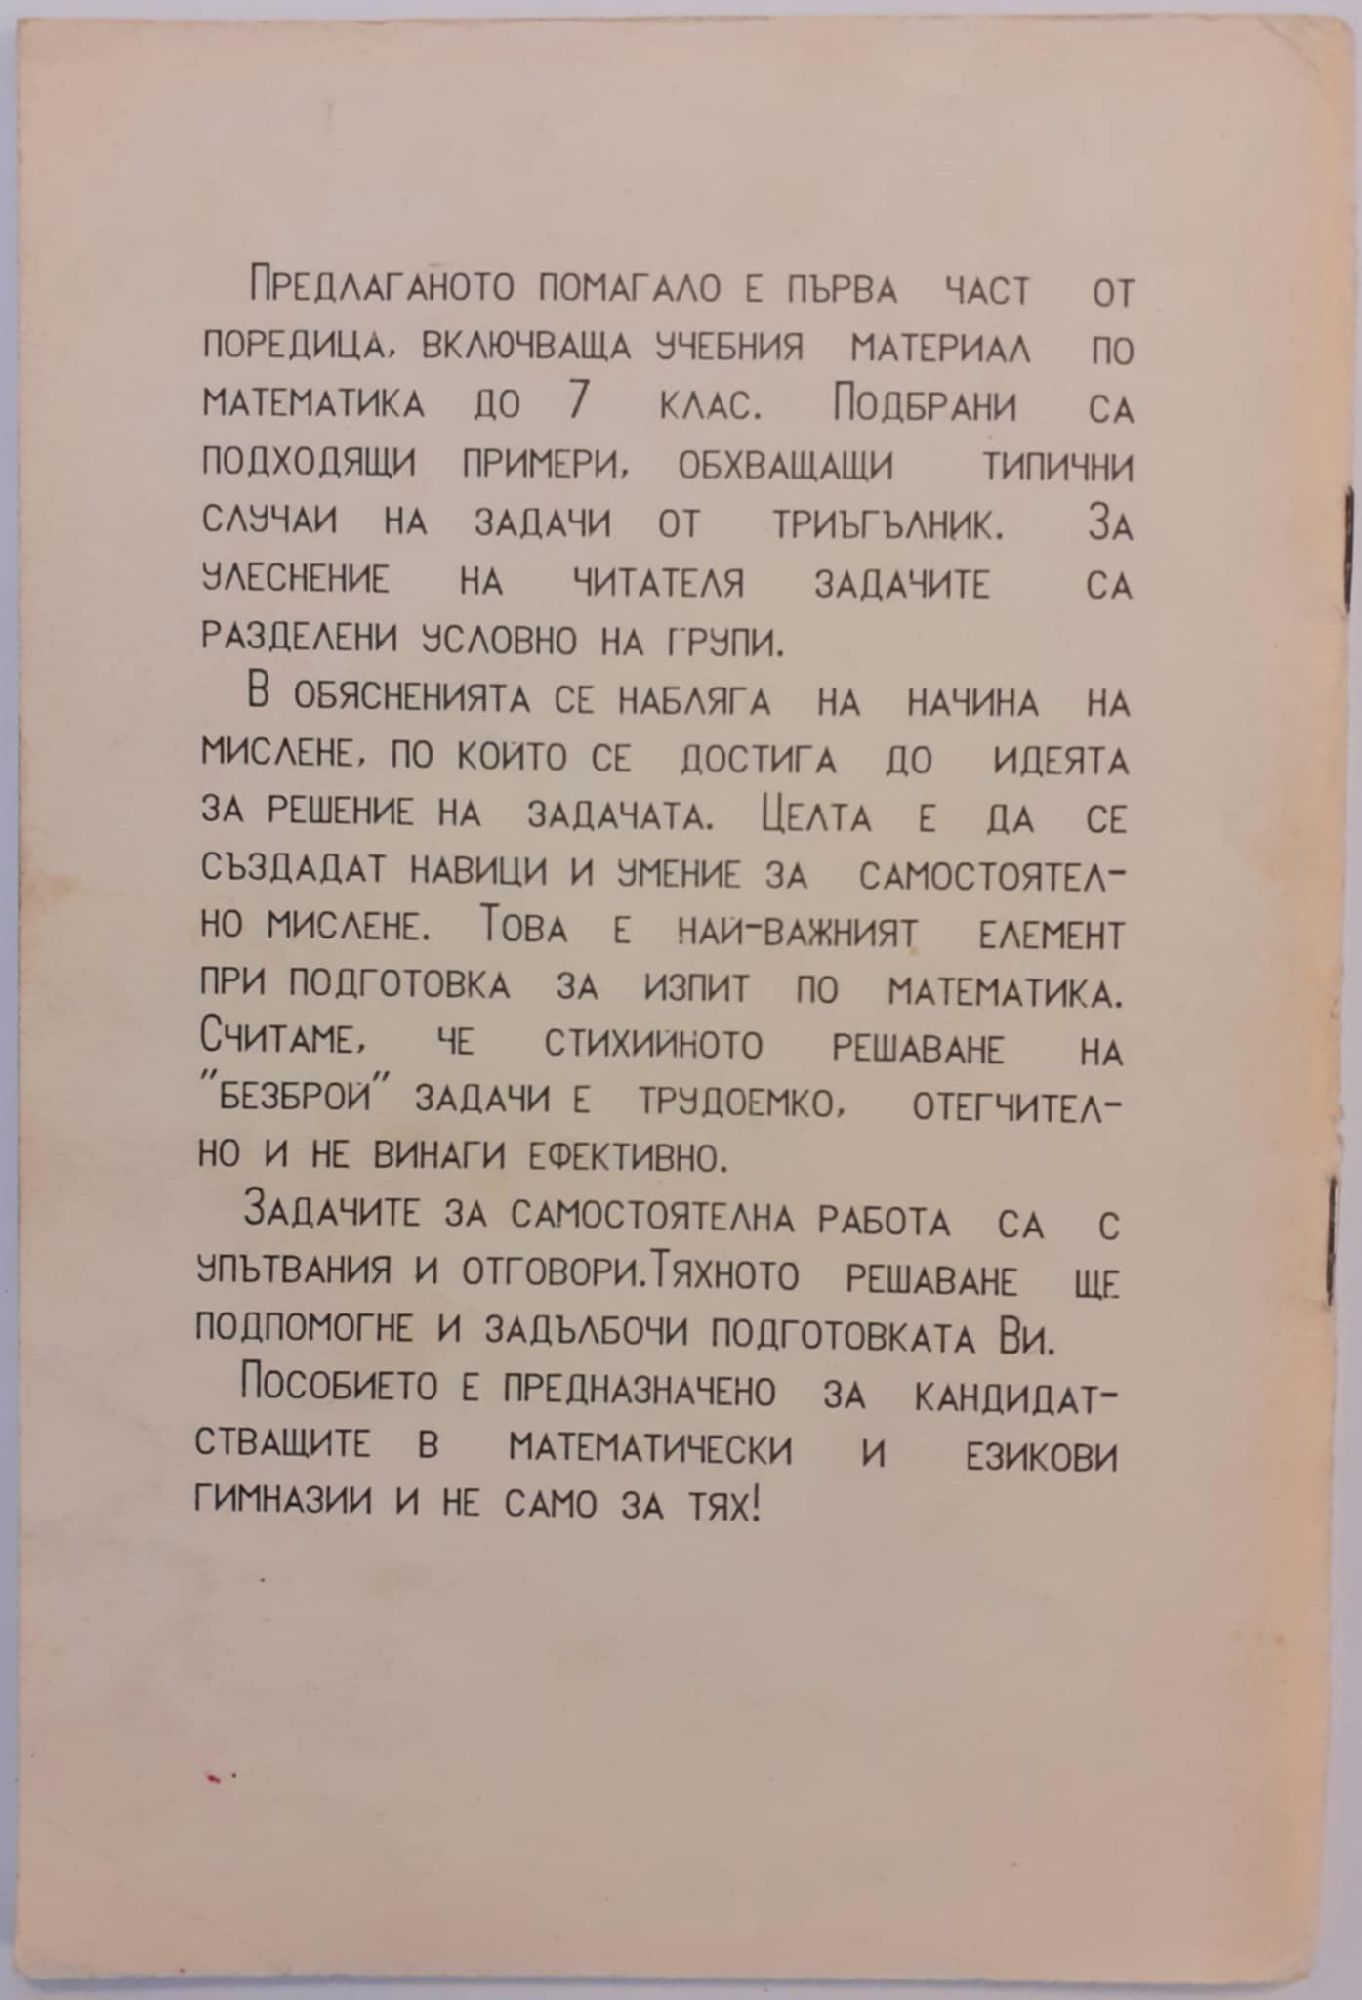 Предлаганото помагало е първа част от
поредица, включваща учебния материал по
математика до 7 клас. Подбрани са
подходящи примери, обхващащи типични
случаи на задачи от триъгълник. За
улеснение на читателя задачите са
разделени условно на групи.
В обясненията се набляга на начина на
мислене, по който се достига до идеята
за решение на задачата. Целта е да се
създадат навици и умение за самостоятел-
но мислене. Това е най-важният елемент
при подготовка за изпит по математика.
Считаме, че стихийното решаване на
"безброй" задачи е трудоемко, отегчител-
но и не винаги ефективно.
Задачите за самостоятелна работа са с
упътвания и отговори.Тяхното решаване ще
подпомогне и задълбочи подготовката Ви.
Пособието е предназначено за кандидат-
стващите в математически и езикови
гимназии и не само за тях!